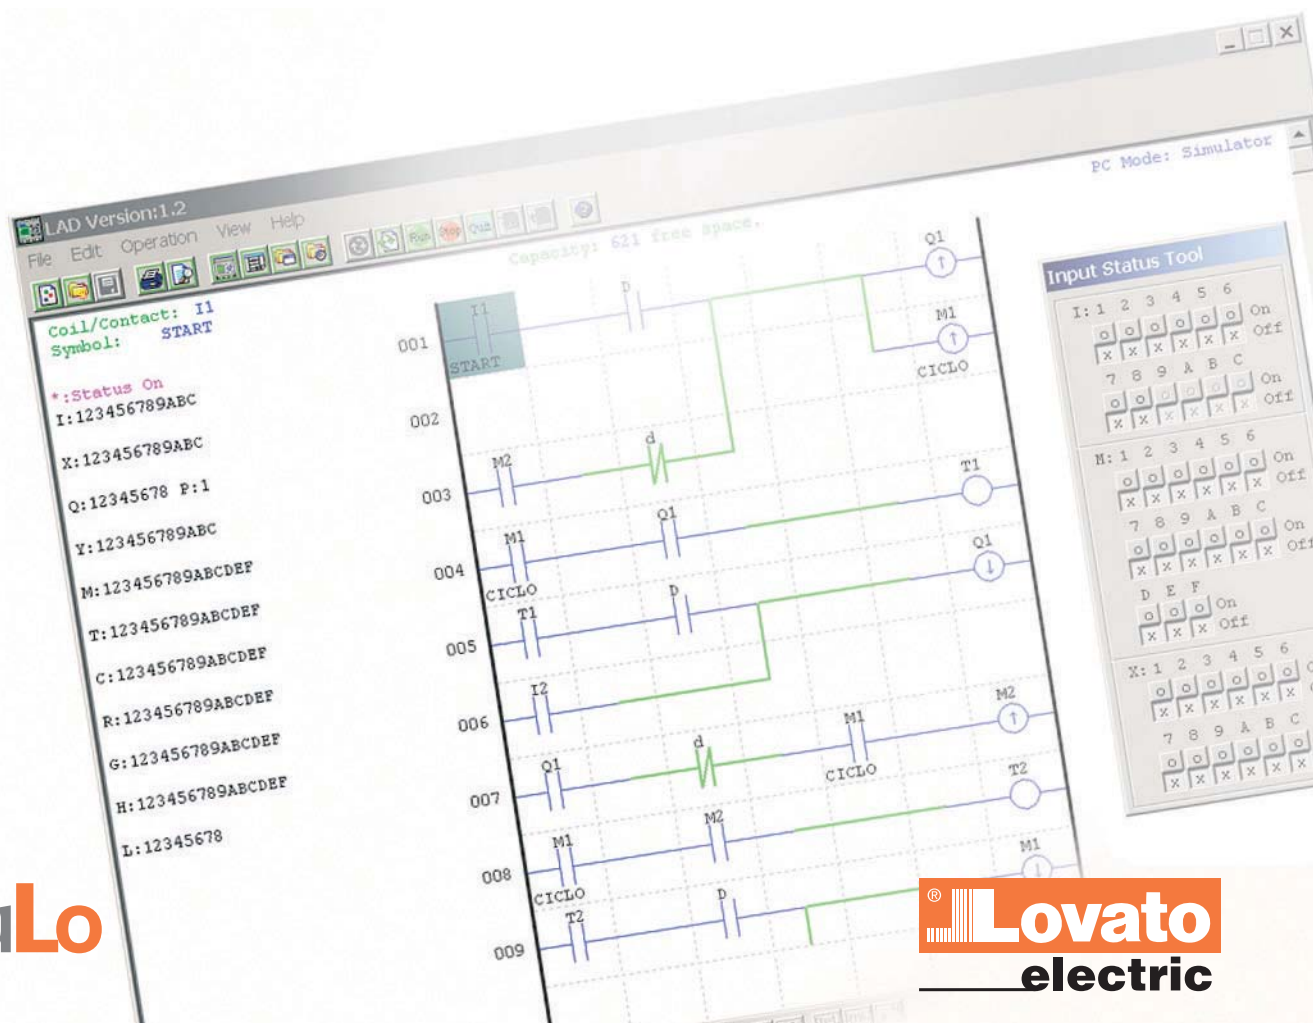 LAD Version:1.2
File Edit Operation View Help
Run Stop Quit
Capacity: 621 free space.
PC Mode: Simulator
Coil/Contact: I1
Symbol: START
*:Status On
I:123456789ABC
X:123456789ABC
Q:12345678 P:1
Y:123456789ABC
M:123456789ABCDEF
T:123456789ABCDEF
C:123456789ABCDEF
R:123456789ABCDEF
G:123456789ABCDEF
H:123456789ABCDEF
L:12345678
I1 D Q1
001
START
M1
CICLO
002
M2 d
003
M1 Q1 T1
004
CICLO
T1 D Q1
005
I2
006
Q1 d M1 M2
007
CICLO
M1 M2 T2
008
CICLO
T2 D M1
009
Input Status Tool
I: 1 2 3 4 5 6
On
Off
7 8 9 A B C
On
Off
M: 1 2 3 4 5 6
On
Off
7 8 9 A B C
On
Off
D E F
On
Off
X: 1 2 3 4 5 6
7 8 9 A B C
Lo
® Lovato
electric